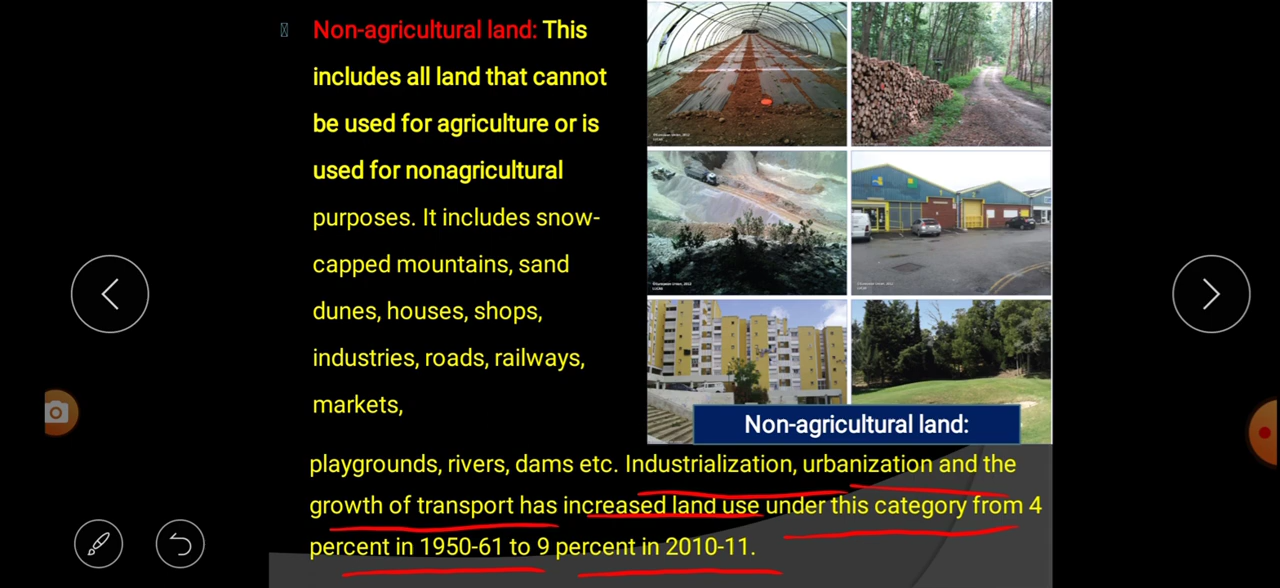 Non-agricultural land: This
includes all land that cannot
be used for agriculture or is
used for nonagricultural
purposes. It includes snow-
capped mountains, sand
dunes, houses, shops,
industries, roads, railways,
markets,
Non-agricultural land:
playgrounds, rivers, dams etc. Industrialization, urbanization and the
growth of transport has increased land use under this category from 4
percent in 1950-61 to 9 percent in 2010-11.